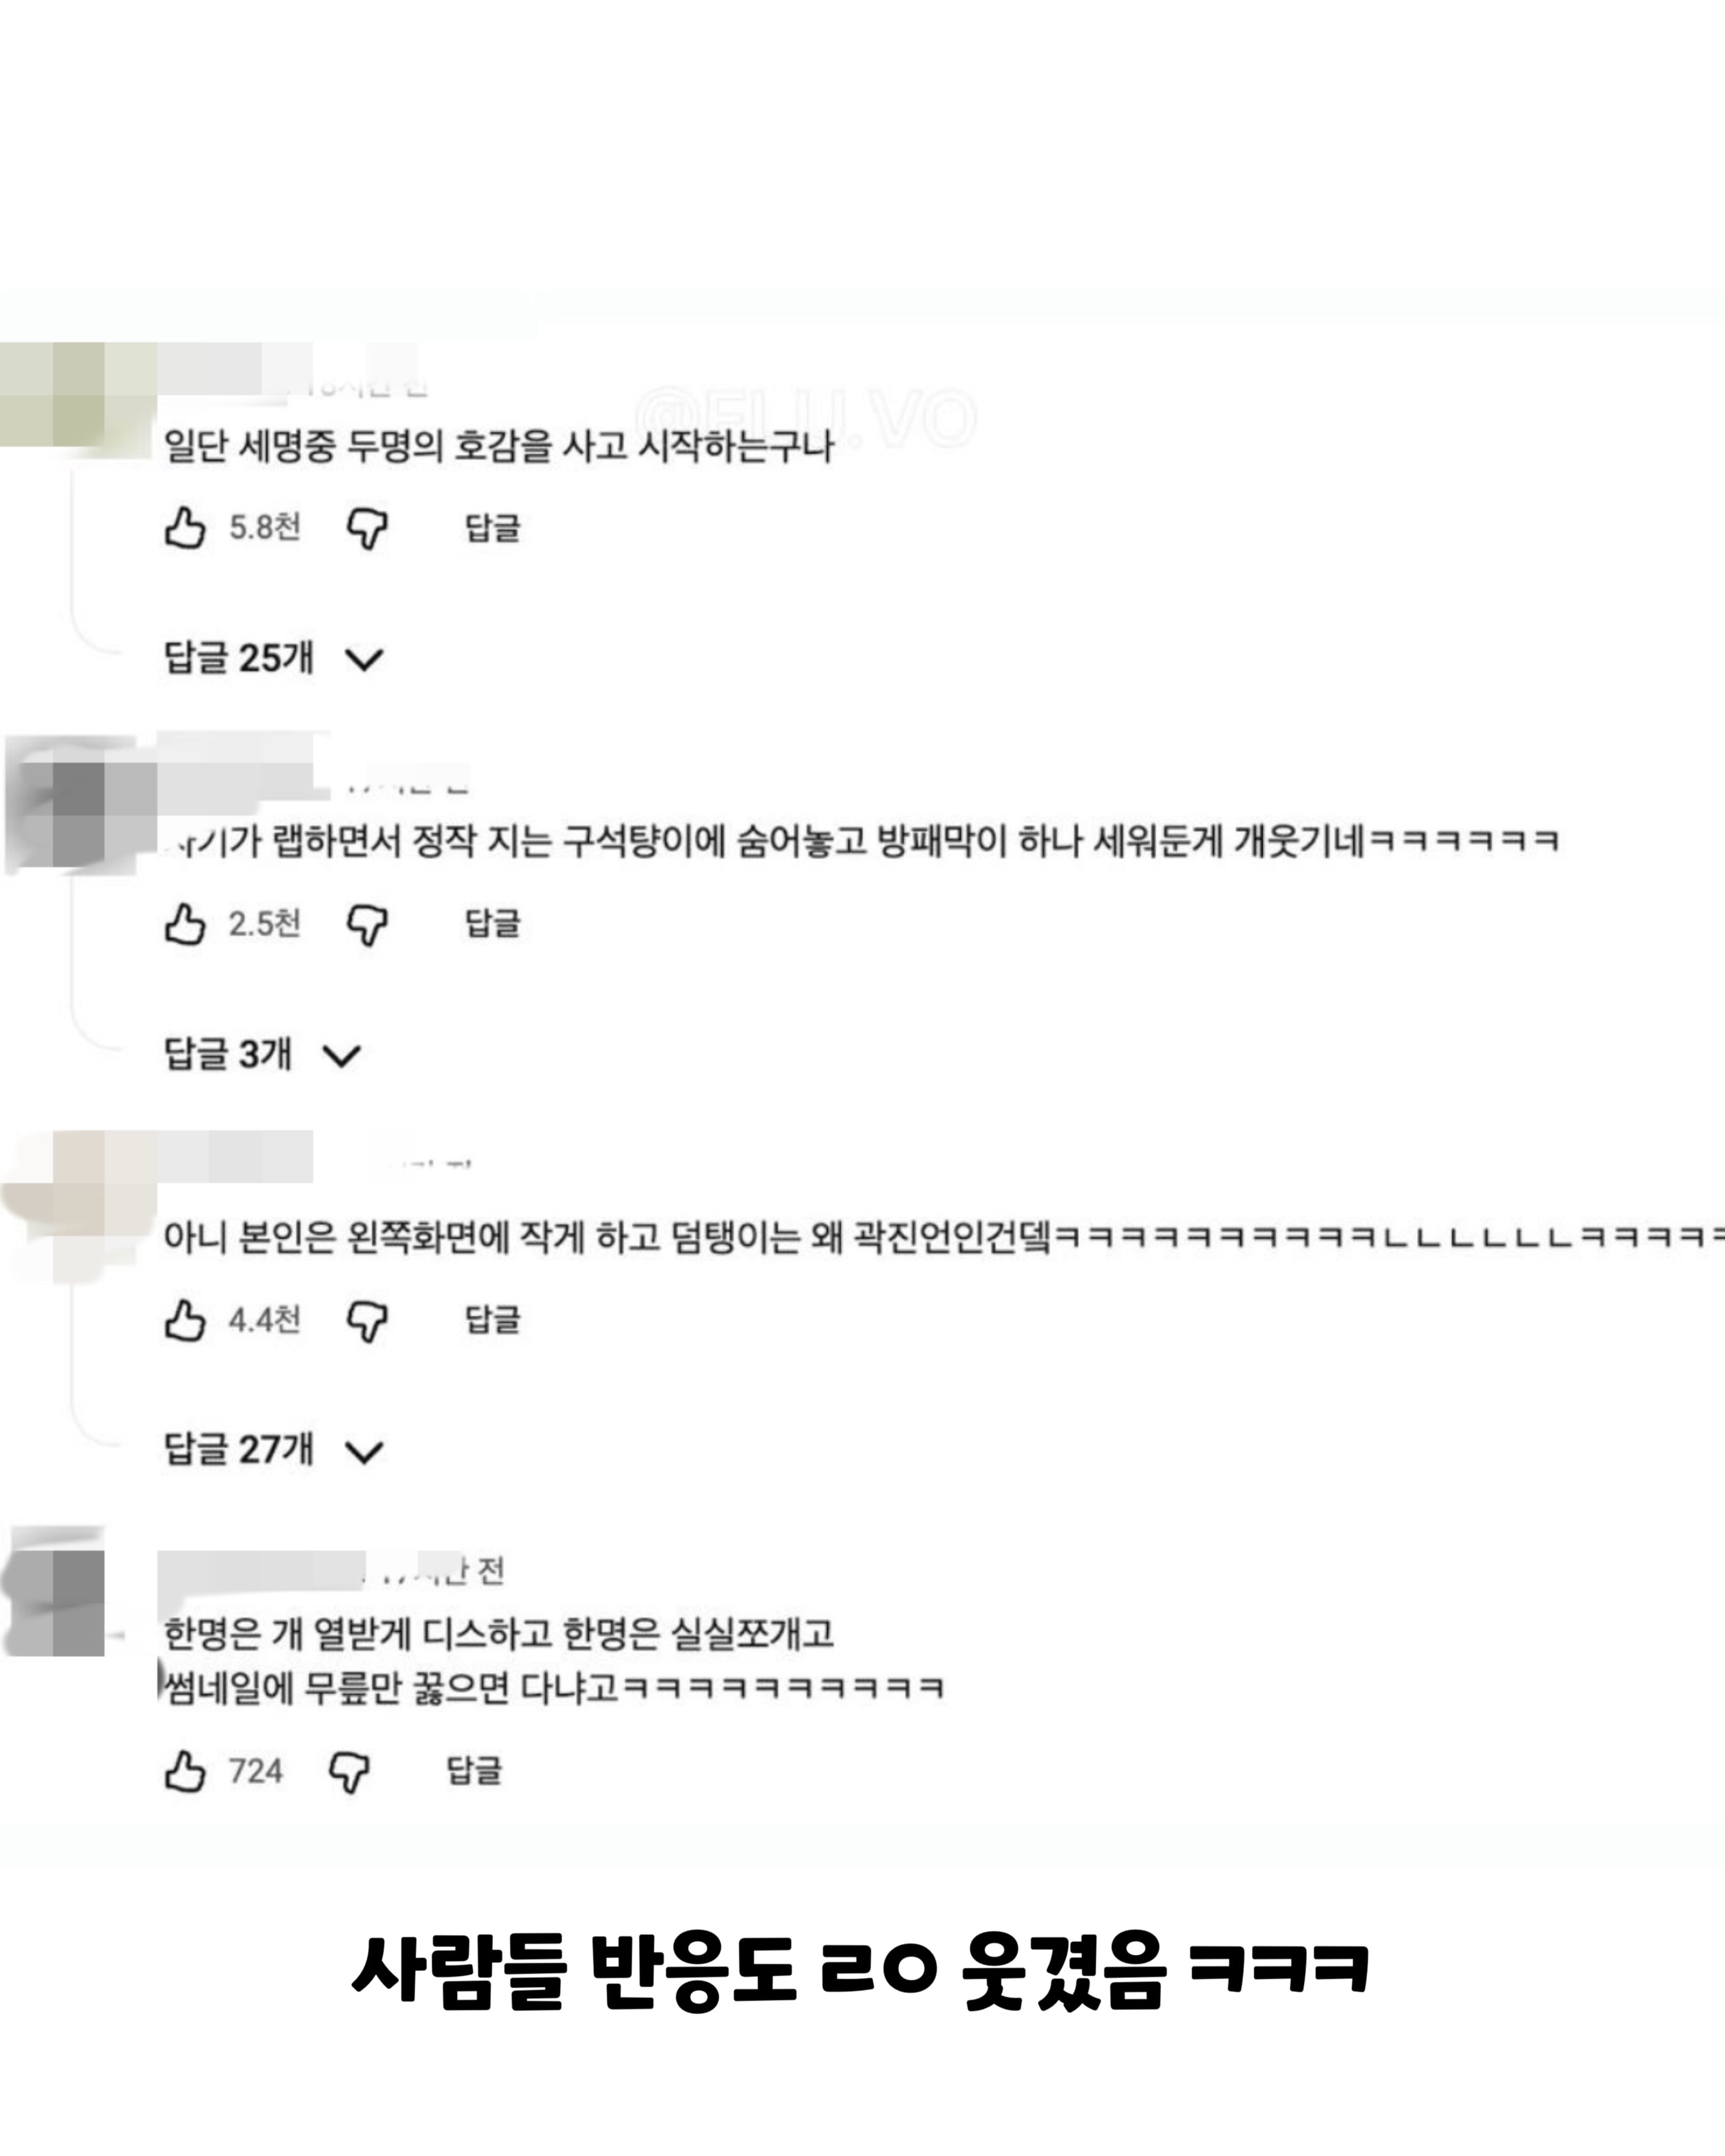 @FLU.VO
일단 세명중 두명의 호감을 사고 시작하는구나
5.8천 답글
답글 25개
랩하면서 정작 지는 구석턍이에 숨어놓고 방패막이 하나 세워둔게 개웃기네ㅋㅋㅋㅋㅋㅋ
2.5천 답글
답글 3개
아니 본인은 왼쪽화면에 작게 하고 덤탱이는 왜 곽진언인건뎈ㅋㅋㅋㅋㅋㅋㅋㅋㅋㅋㄴㄴㄴㄴㄴㄴㅋㅋㅋㅋㅋ
4.4천 답글
답글 27개
전
한명은 개 열받게 디스하고 한명은 실실쪼개고
썸네일에 무릎만 꿇으면 다냐고ㅋㅋㅋㅋㅋㅋㅋㅋㅋㅋ
724 답글
사람들 반응도 ㄹㅇ 웃겼음 ㅋㅋㅋ